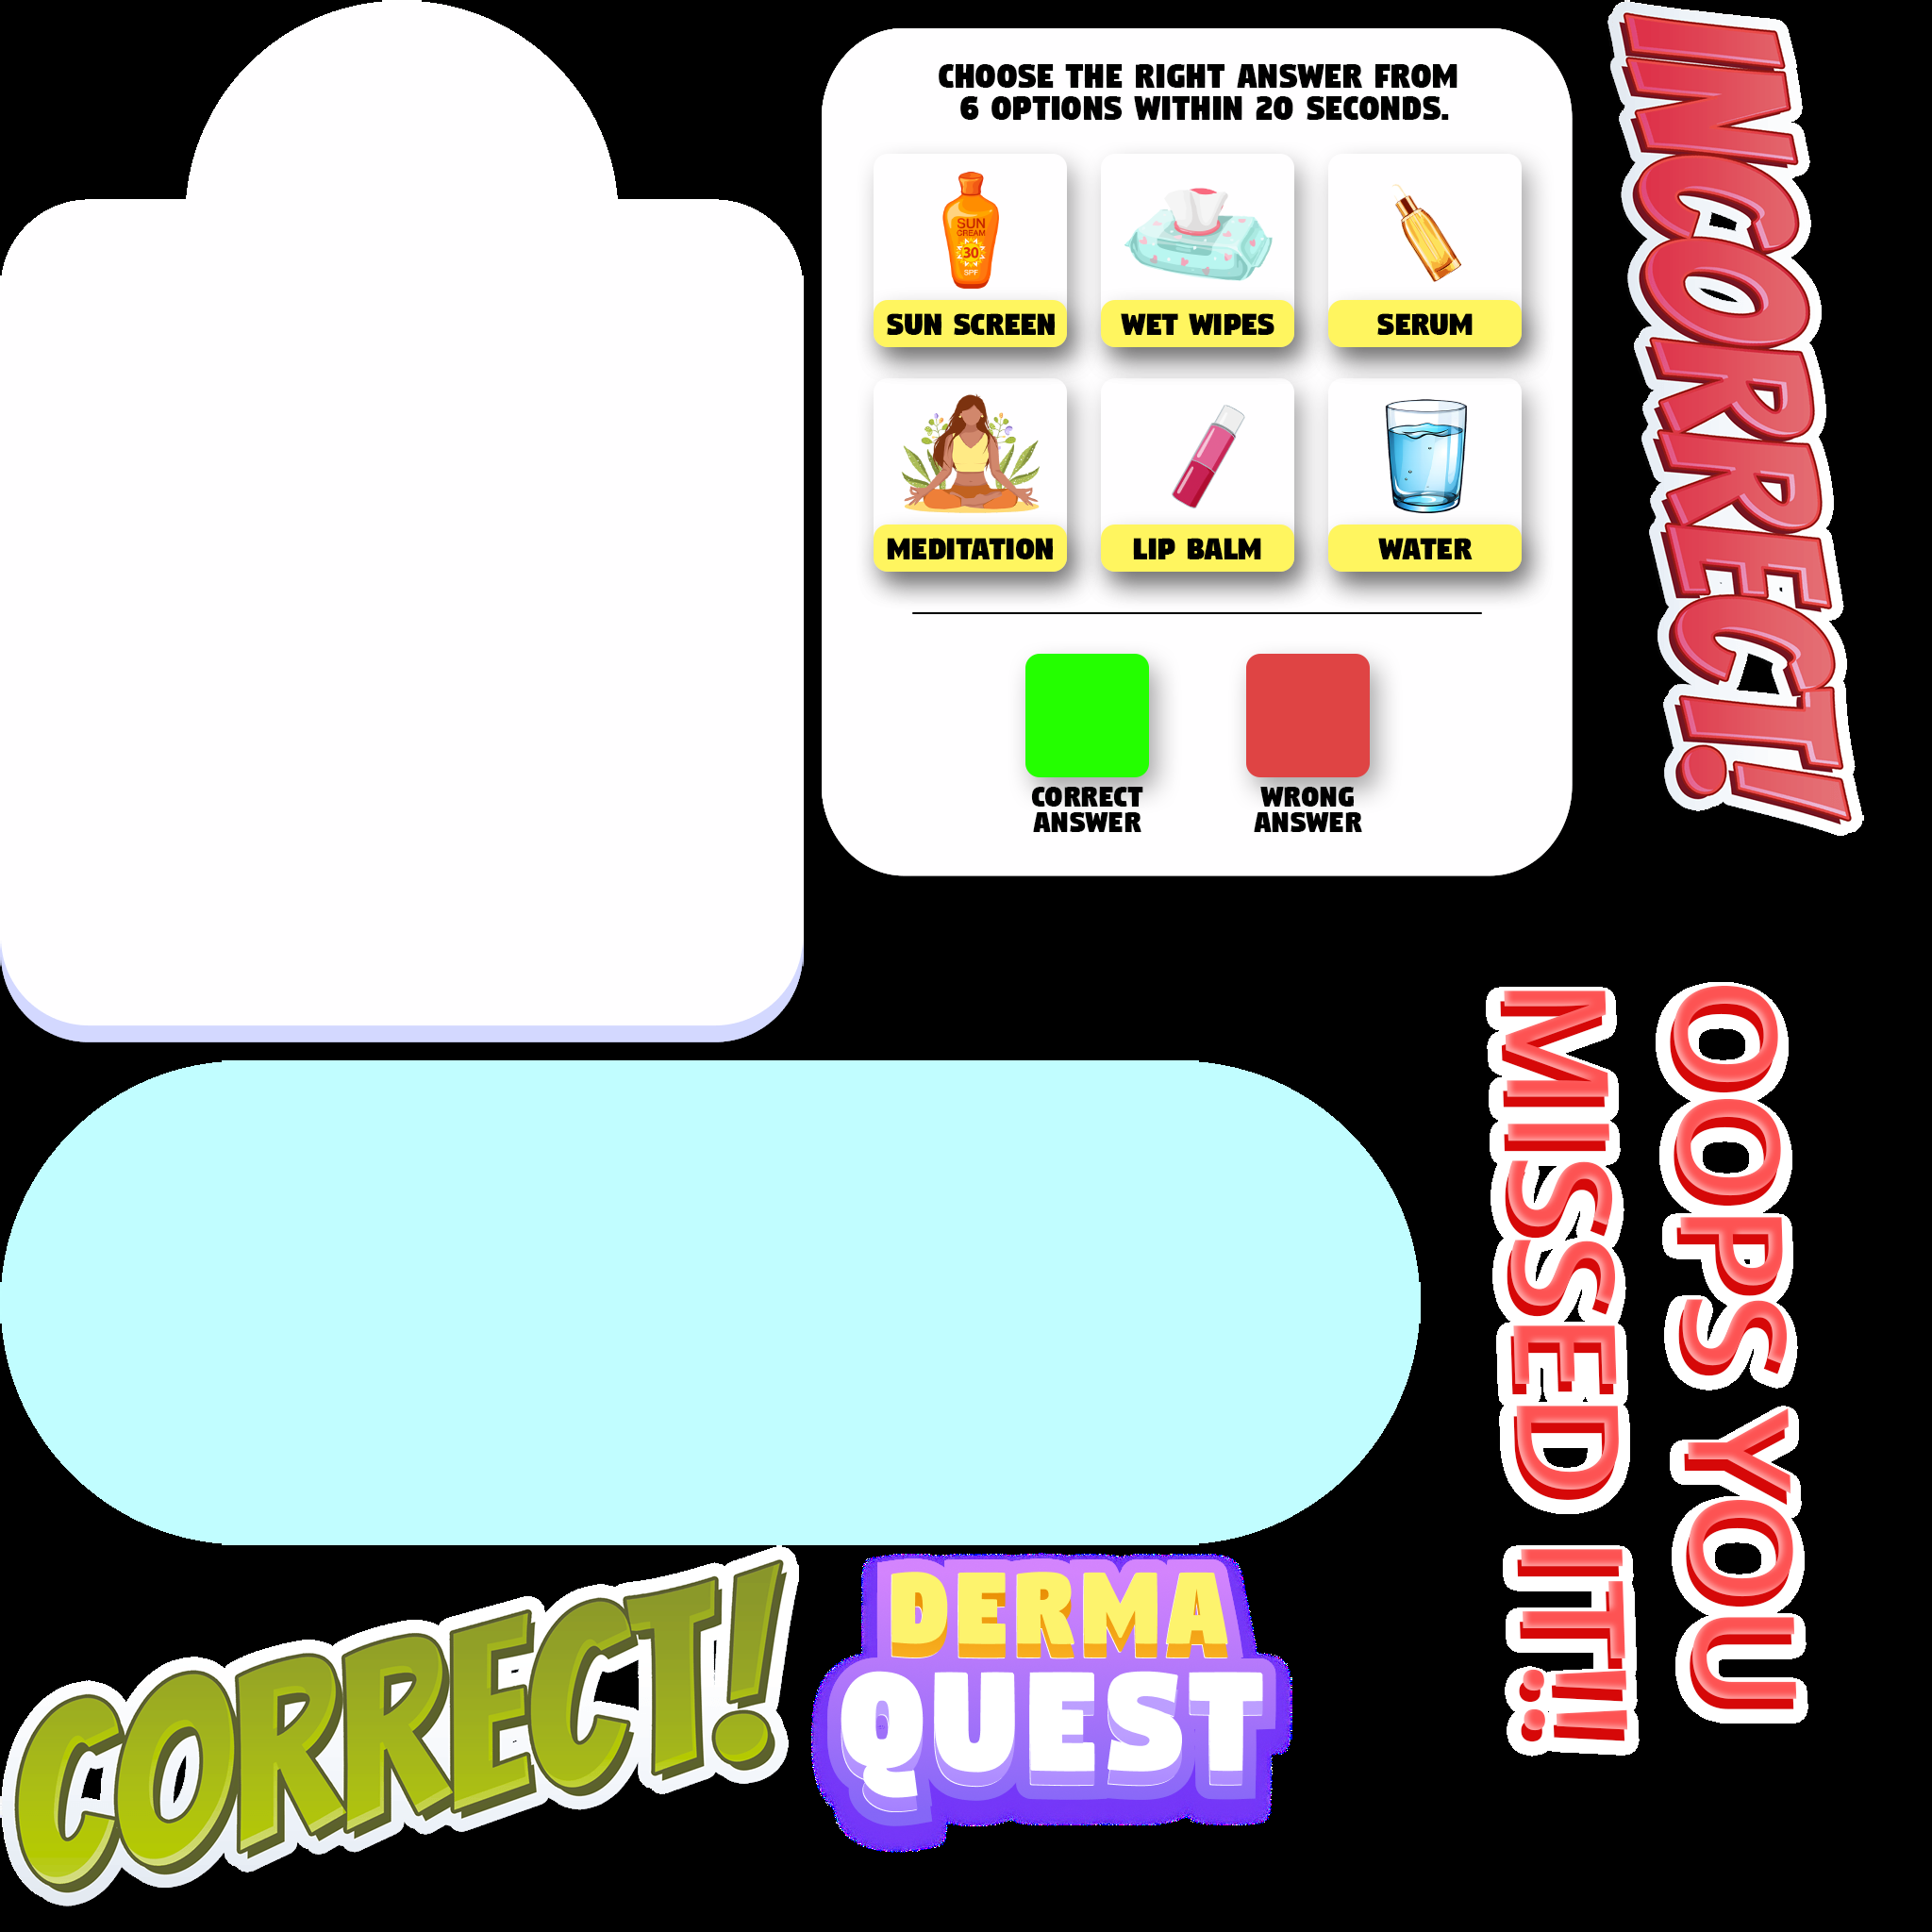 CHOOSE THE RIGHT ANSWER FROM
6 OPTIONS WITHIN 20 SECONDS.
SUN
CREAM
30
SPF
SUN SCREEN
WET WIPES
SERUM
MEDITATION
LIP BALM
WATER
CORRECT
ANSWER
WRONG
ANSWER
INCORRECT!
OOPS YOU
MISSED IT!!
CORRECT!
DERMA
QUEST